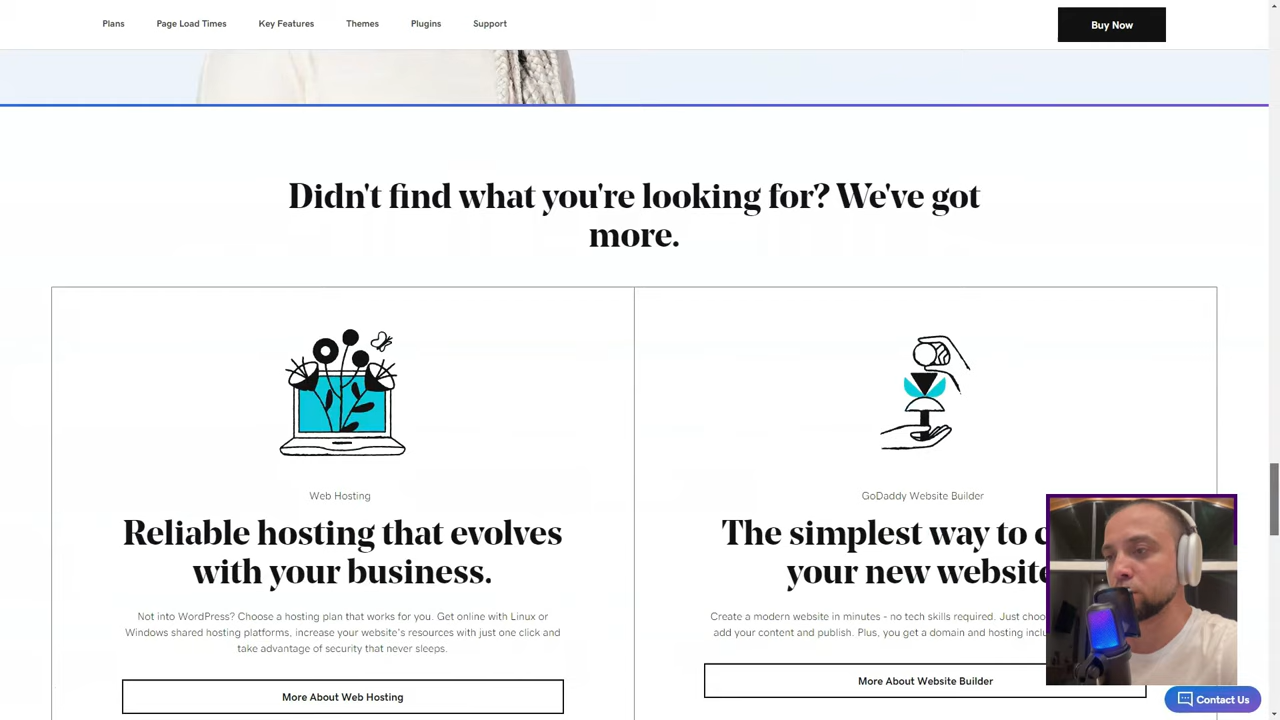 Plans Page Load Times Key Features Themes Plugins Support
Buy Now
Didn't find what you're looking for? We've got
more.
Web Hosting
Reliable hosting that evolves
with your business.
Not into WordPress? Choose a hosting plan that works for you. Get online with Linux or
Windows shared hosting platforms, increase your website's resources with just one click and
take advantage of security that never sleeps.
More About Web Hosting
GoDaddy Website Builder
The simplest way to
your new website
Create a modern website in minutes - no tech skills required. Just
add your content and publish. Plus, you get a domain and hosting
More About Website Builder
Contact Us